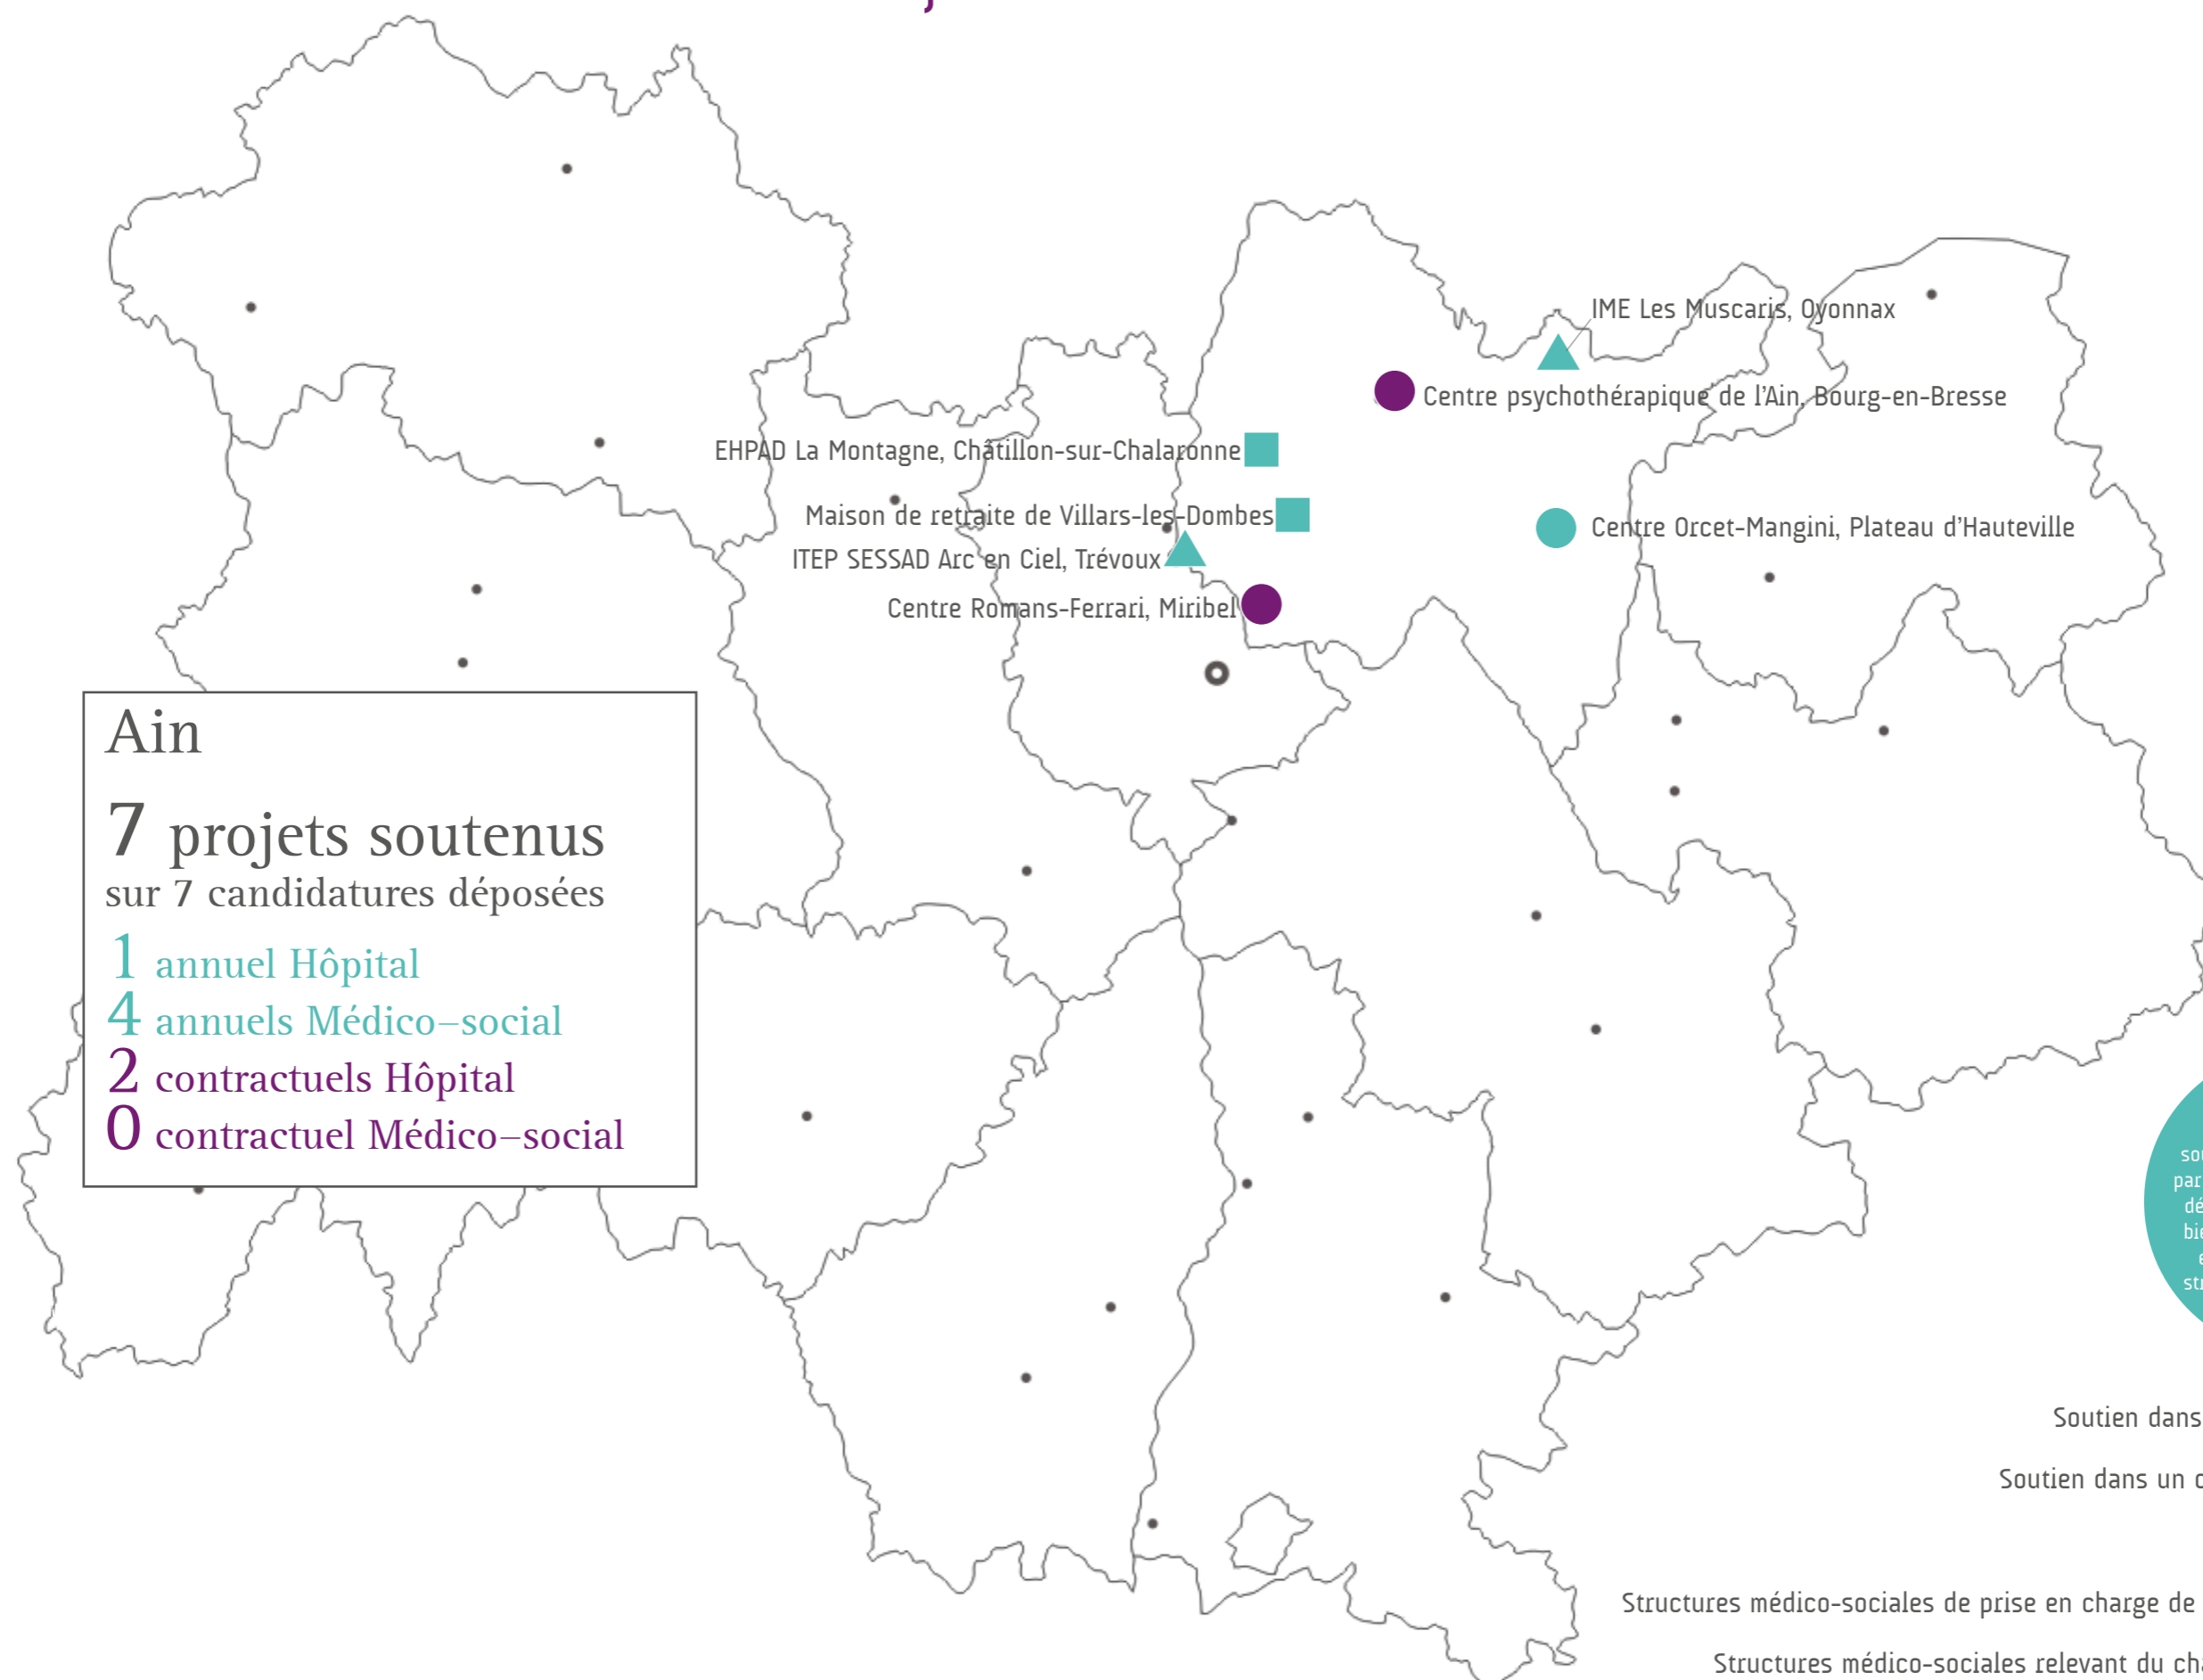 IME Les Muscaris, Oyonnax
Centre psychothérapique de l'Ain, Bourg-en-Bresse
EHPAD La Montagne, Châtillon-sur-Chalaronne
Maison de retraite de Villars-les-Dombes
Centre Orcet-Mangini, Plateau d'Hauteville
ITEP SESSAD Arc en Ciel, Trévoux
Centre Romans-Ferrari, Miribel
Ain
7 projets soutenus
sur 7 candidatures déposées
1 annuel Hôpital
4 annuels Médico-social
2 contractuels Hôpital
0 contractuel Médico-social
Soutien dans
Soutien dans un
Structures médico-sociales de prise en charge de
Structures médico-sociales relevant du